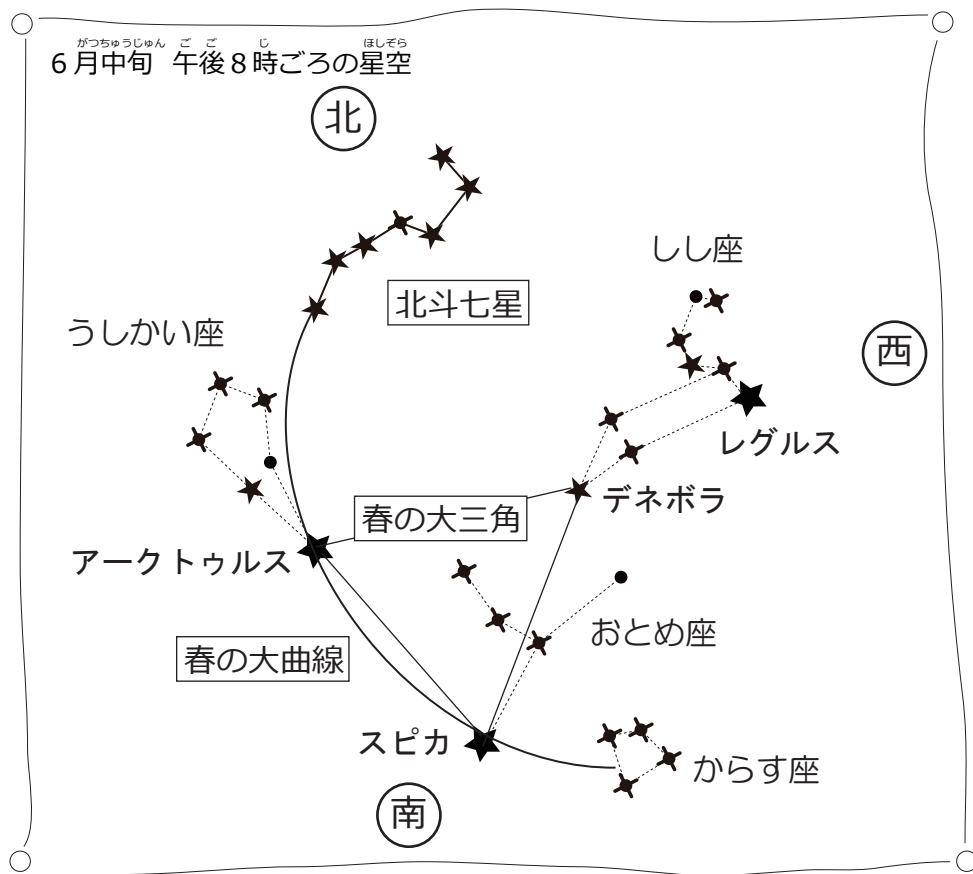 がつちゅうじゅん ご ご じ ほしぞら
6月中旬 午後8時ごろの星空
北
しし座
北斗七星
うしかい座
西
レグルス
デネボラ
春の大三角
アークトゥルス
おとめ座
春の大曲線
スピカ
からす座
南